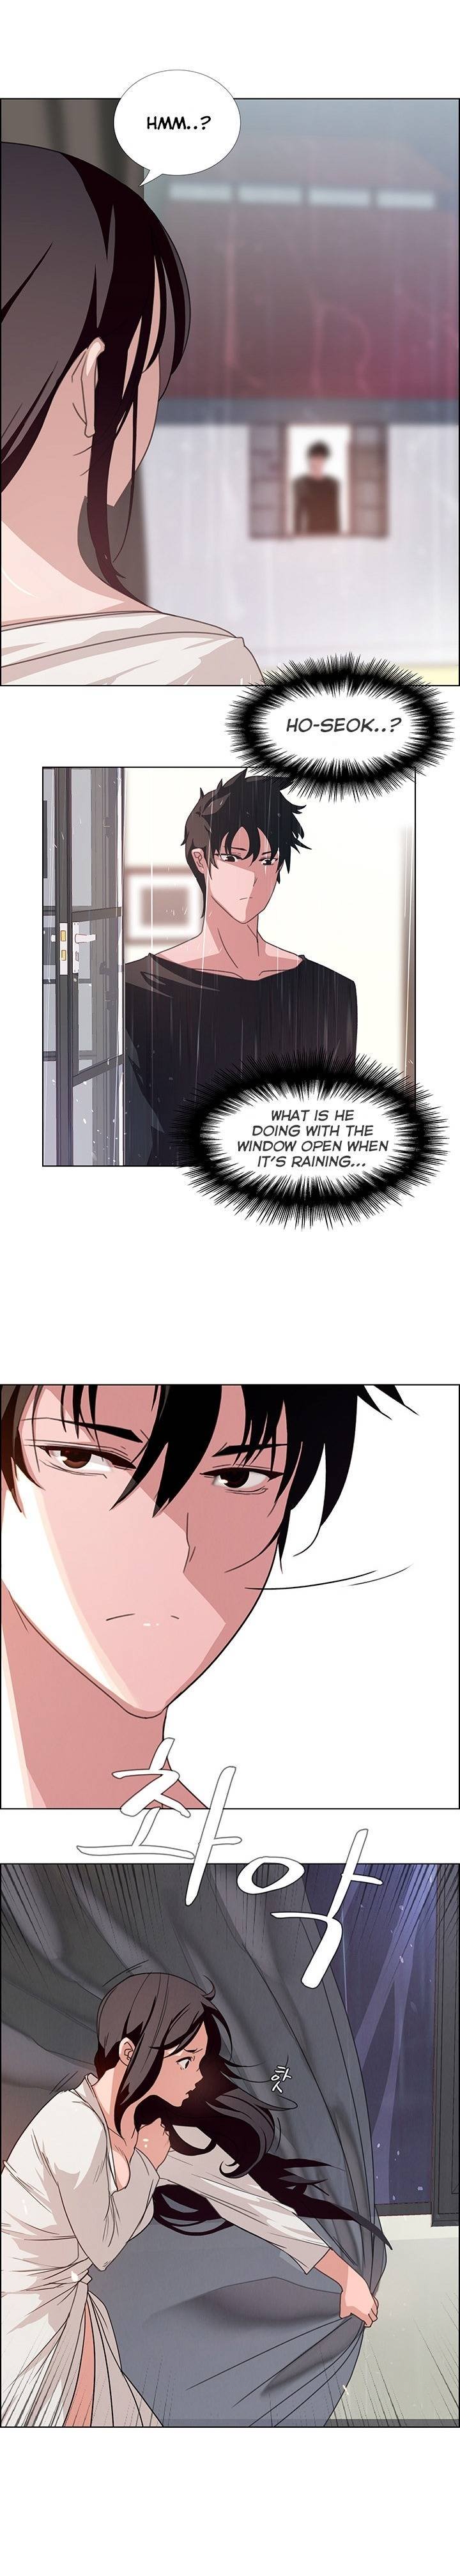 HMM..?
HO-SEOK..?
WHAT IS HE
DOING WITH THE
WINDOW OPEN WHEN
IT'S RAINING...
촤악
핫